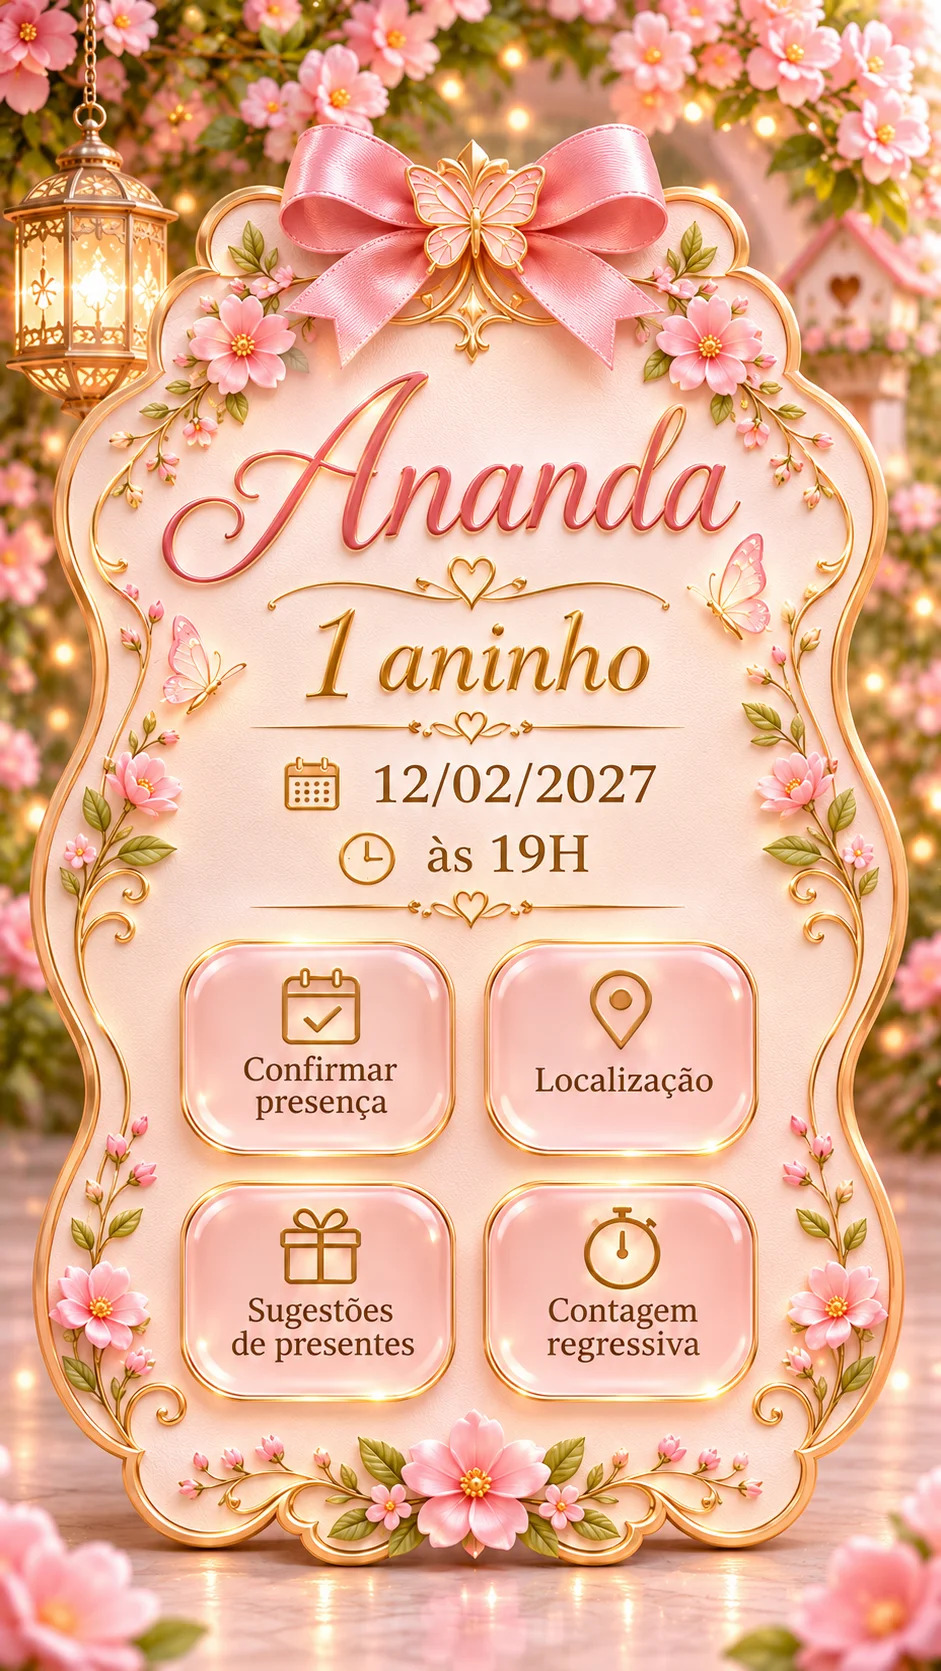 Ananda
1 aninho
12/02/2027
às 19H
Confirmar
presença
Localização
Sugestões
de presentes
Contagem
regressiva